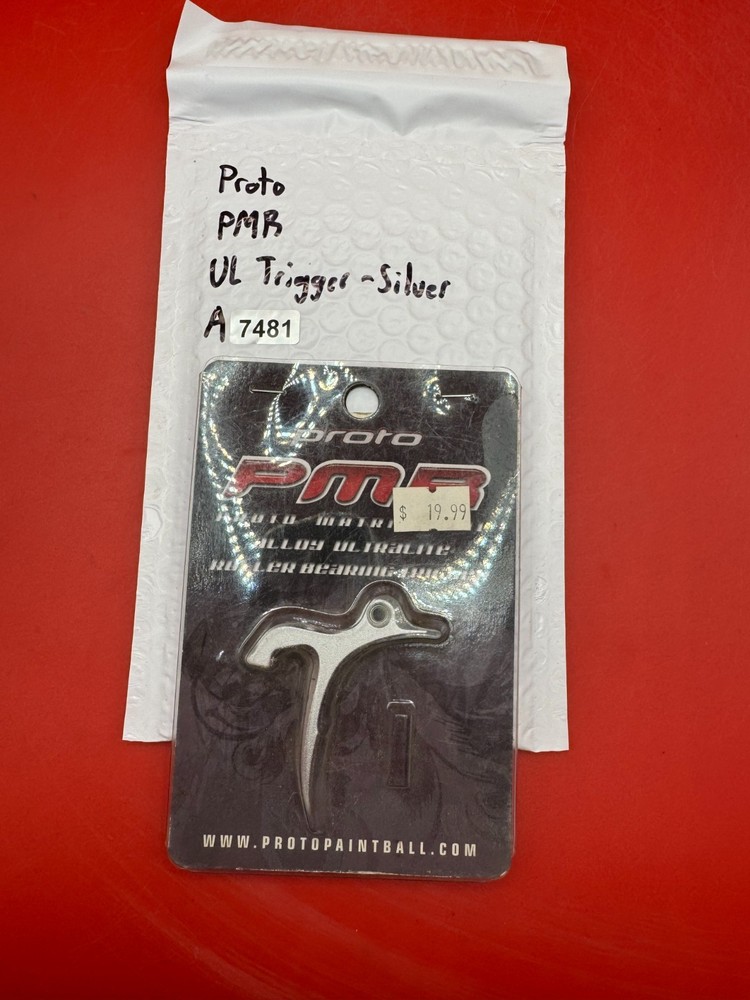 Proto
PMR
UL Trigger - Silver
A 7481
proto
PMR
$ 19.99
PROTO MATRI
ALLOY ULTRALITE
ROLLER BEARING
WWW.PROTOPAINTBALL.COM